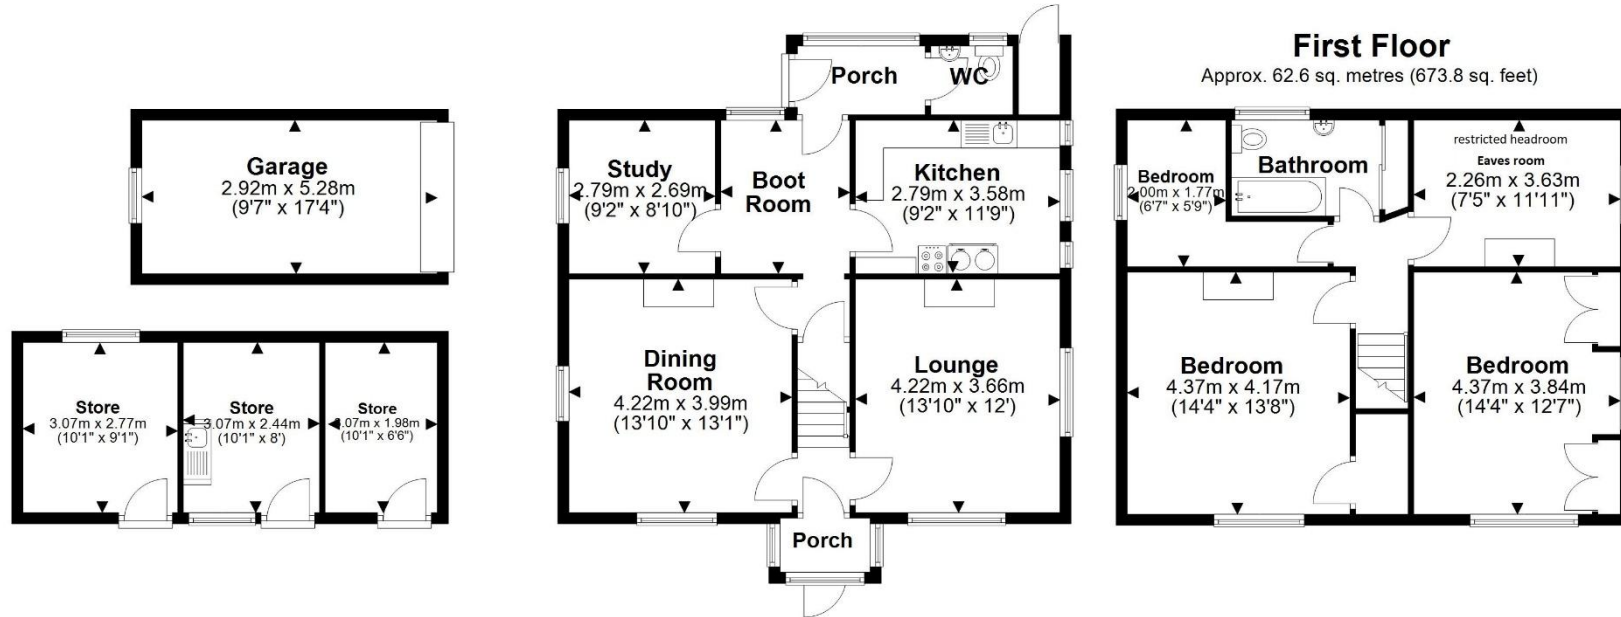 First Floor
Approx. 62.6 sq. metres (673.8 sq. feet)
Garage
2.92m x 5.28m
(9'7" x 17'4")
Store
3.07m x 2.77m
(10'1" x 9'1")
Store
3.07m x 2.44m
(10'1" x 8')
Store
3.07m x 1.98m
(10'1" x 6'6")
Porch
WC
Study
2.79m x 2.69m
(9'2" x 8'10")
Boot
Room
Kitchen
2.79m x 3.58m
(9'2" x 11'9")
Dining
Room
4.22m x 3.99m
(13'10" x 13'1")
Lounge
4.22m x 3.66m
(13'10" x 12')
Porch
Bedroom
2.00m x 1.77m
(6'7" x 5'9")
Bathroom
restricted headroom
Eaves room
2.26m x 3.63m
(7'5" x 11'11")
Bedroom
4.37m x 4.17m
(14'4" x 13'8")
Bedroom
4.37m x 3.84m
(14'4" x 12'7")